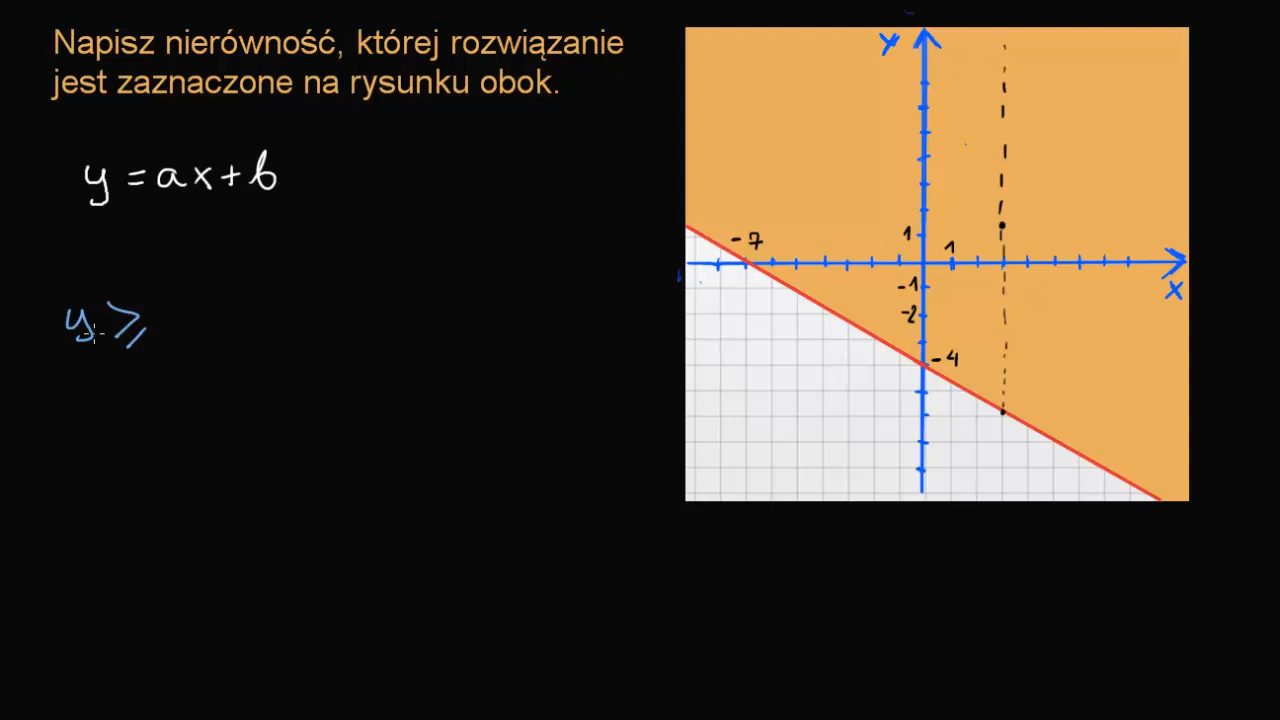 Napisz nierówność, której rozwiązanie
jest zaznaczone na rysunku obok.
y = ax + b
y ⩾
y
-7
1
1
-1
-2
-4
x